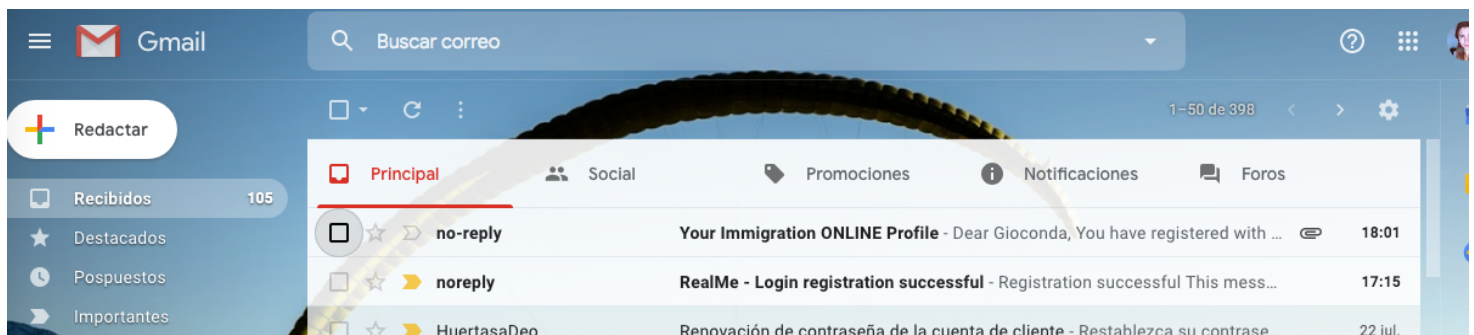 Gmail
Buscar correo
Redactar
1–50 de 398
Principal
Social
Promociones
Notificaciones
Foros
Recibidos 105
Destacados
Pospuestos
Importantes
no-reply Your Immigration ONLINE Profile - Dear Gioconda, You have registered with ... 18:01
noreply RealMe - Login registration successful - Registration successful This mess... 17:15
HuertasaDeo Renovación de contraseña de la cuenta de cliente - Restablezca su contrase... 22 jul.